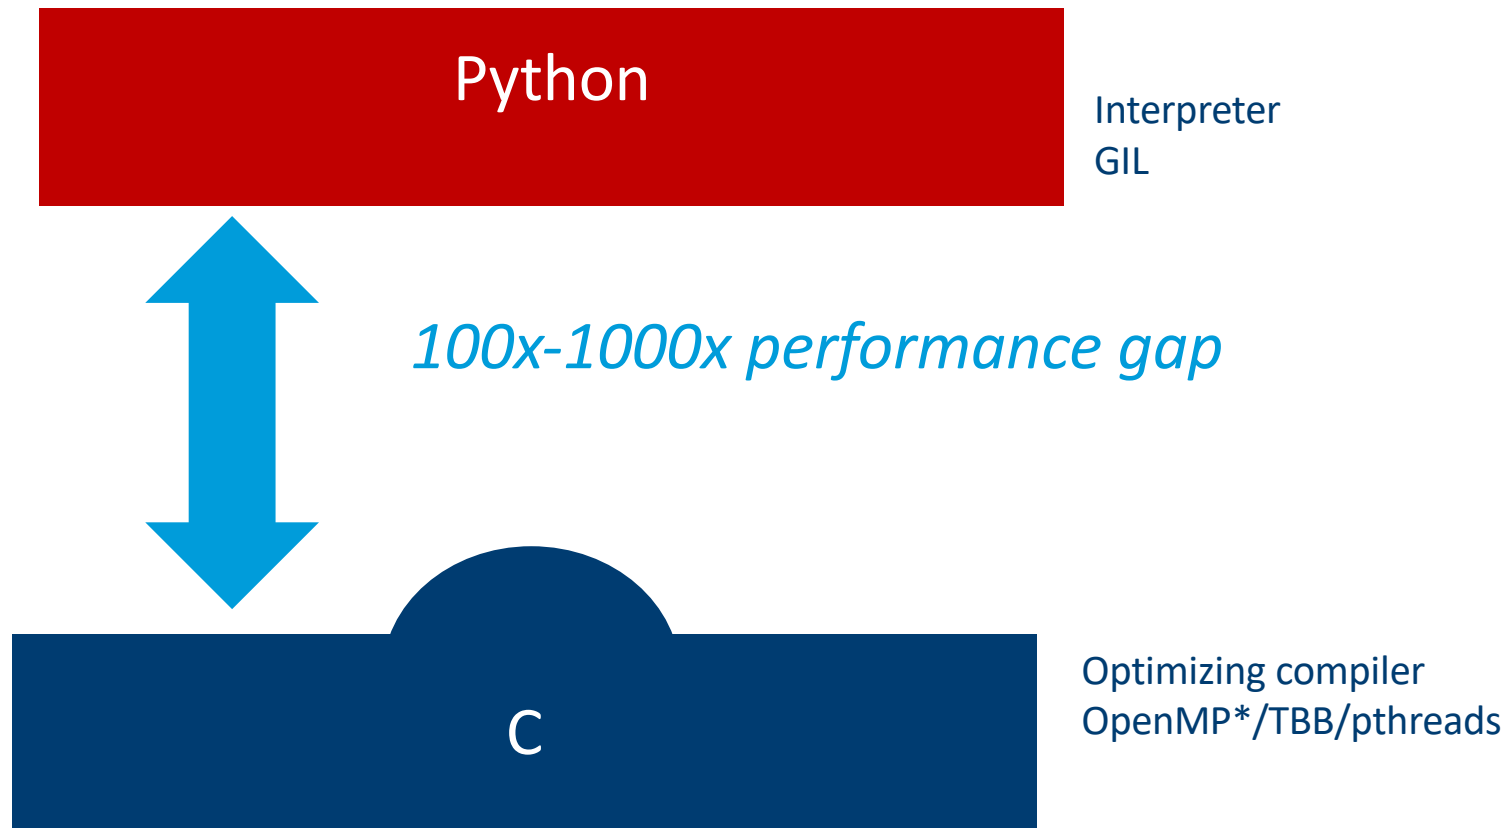 Python
Interpreter
GIL
100x-1000x performance gap
Optimizing compiler
OpenMP*/TBB/pthreads
C